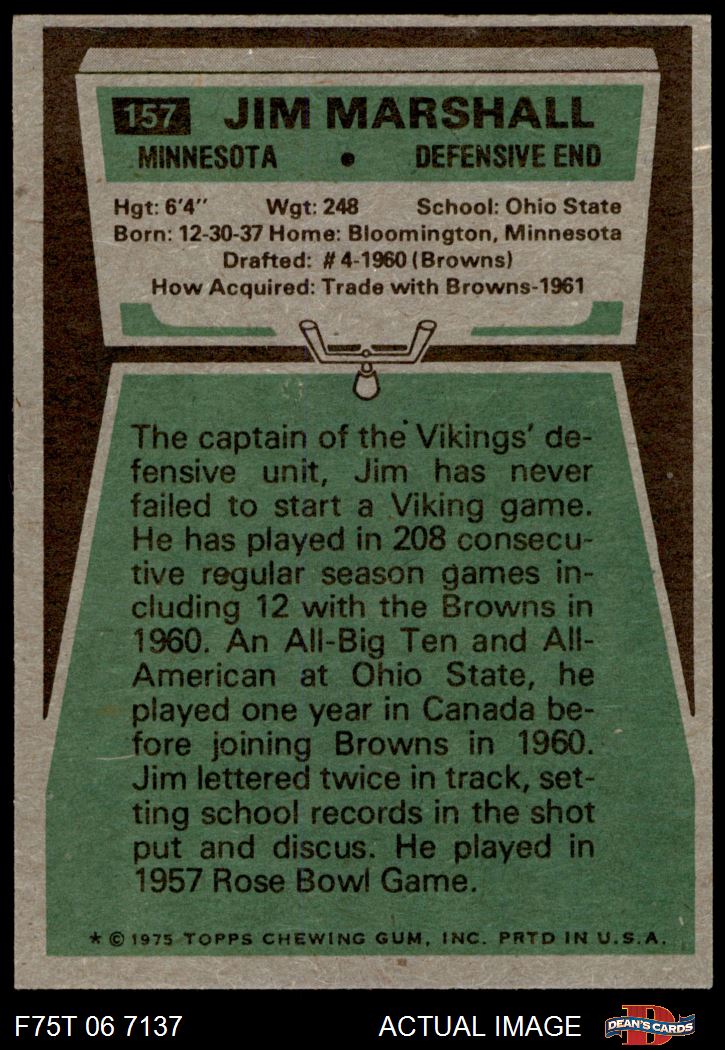 157 JIM MARSHALL
MINNESOTA • DEFENSIVE END
Hgt: 6'4" Wgt: 248 School: Ohio State
Born: 12-30-37 Home: Bloomington, Minnesota
Drafted: #4-1960 (Browns)
How Acquired: Trade with Browns-1961
The captain of the Vikings' de-
fensive unit, Jim has never
failed to start a Viking game.
He has played in 208 consecu-
tive regular season games in-
cluding 12 with the Browns in
1960. An All-Big Ten and All-
American at Ohio State, he
played one year in Canada be-
fore joining Browns in 1960.
Jim lettered twice in track, set-
ting school records in the shot
put and discus. He played in
1957 Rose Bowl Game.
* © 1975 TOPPS CHEWING GUM, INC. PRTD IN U.S.A.
F75T 06 7137 ACTUAL IMAGE D DEAN'S CARDS